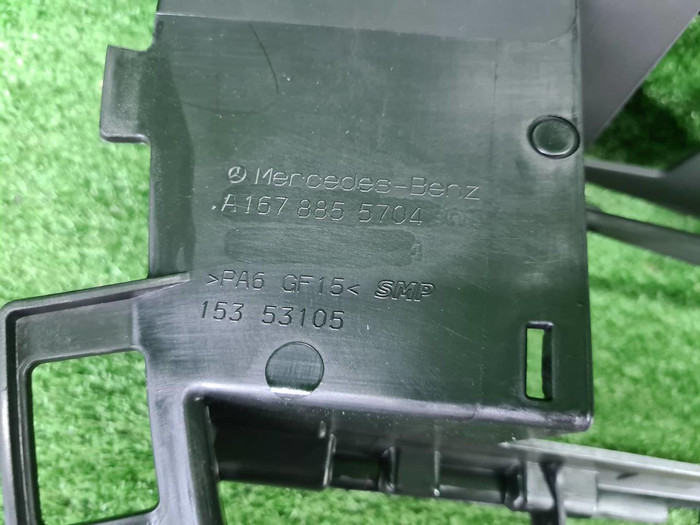 Mercedes-Benz
A167 885 5704
>PA6 GF15< SMP
153 53105